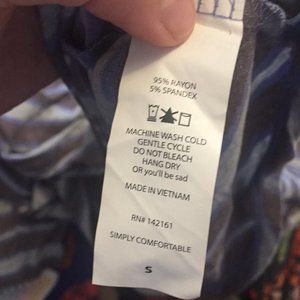 95% RAYON
5% SPANDEX
MACHINE WASH COLD
GENTLE CYCLE
DO NOT BLEACH
HANG DRY
OR you'll be sad
MADE IN VIETNAM
RN# 142161
SIMPLY COMFORTABLE
S